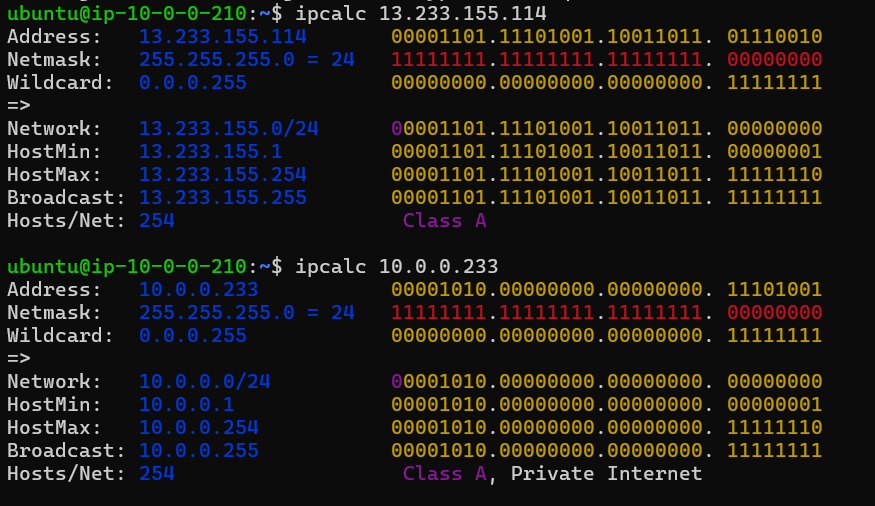 ubuntu@ip-10-0-0-210:~$ ipcalc 13.233.155.114
Address:   13.233.155.114       00001101.11101001.10011011. 01110010
Netmask:   255.255.255.0 = 24   11111111.11111111.11111111. 00000000
Wildcard:  0.0.0.255            00000000.00000000.00000000. 11111111
=>
Network:   13.233.155.0/24      00001101.11101001.10011011. 00000000
HostMin:   13.233.155.1         00001101.11101001.10011011. 00000001
HostMax:   13.233.155.254       00001101.11101001.10011011. 11111110
Broadcast: 13.233.155.255       00001101.11101001.10011011. 11111111
Hosts/Net: 254                   Class A
ubuntu@ip-10-0-0-210:~$ ipcalc 10.0.0.233
Address:   10.0.0.233           00001010.00000000.00000000. 11101001
Netmask:   255.255.255.0 = 24   11111111.11111111.11111111. 00000000
Wildcard:  0.0.0.255            00000000.00000000.00000000. 11111111
=>
Network:   10.0.0.0/24          00001010.00000000.00000000. 00000000
HostMin:   10.0.0.1             00001010.00000000.00000000. 00000001
HostMax:   10.0.0.254           00001010.00000000.00000000. 11111110
Broadcast: 10.0.0.255           00001010.00000000.00000000. 11111111
Hosts/Net: 254                   Class A, Private Internet